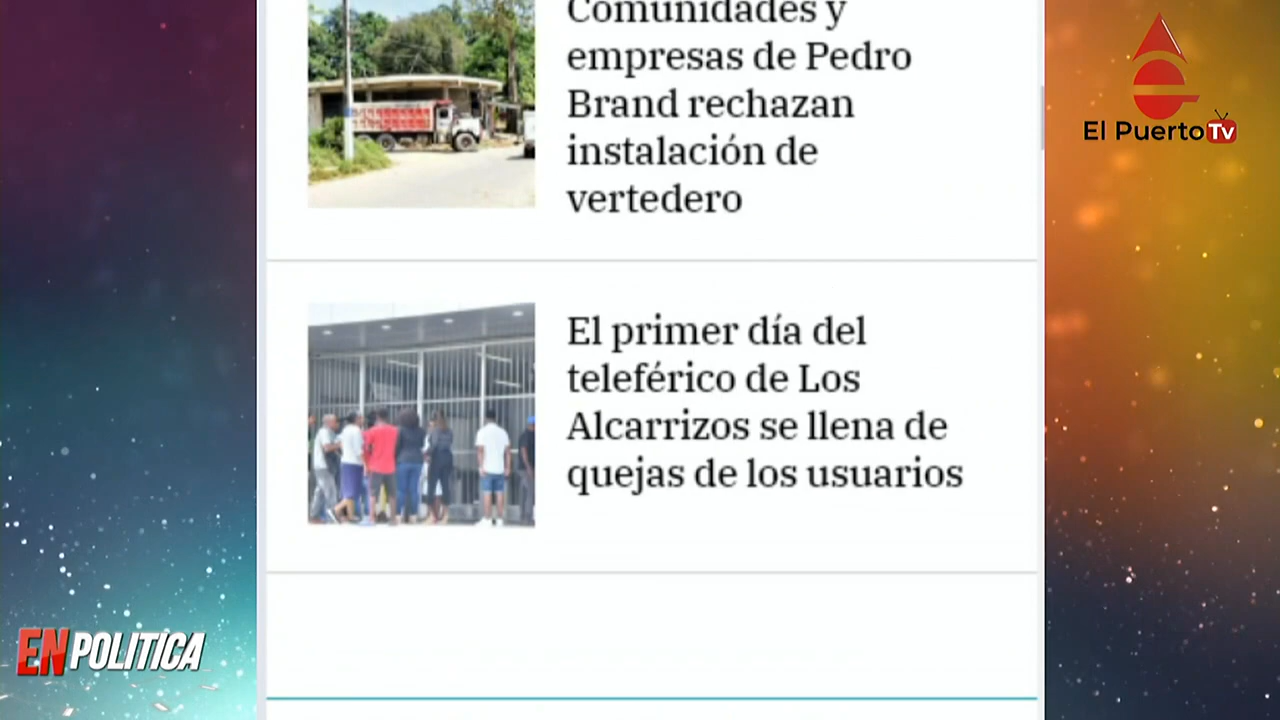 Comunidades y
empresas de Pedro
Brand rechazan
instalación de
vertedero
El Puerto Tv
El primer día del
teleférico de Los
Alcarrizos se llena de
quejas de los usuarios
EN POLITICA